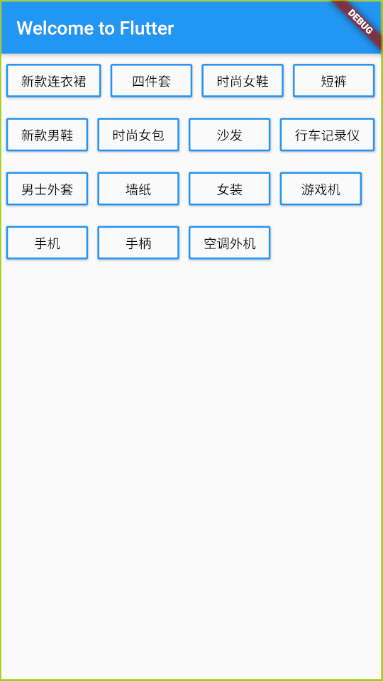 Welcome to Flutter
DEBUG
新款连衣裙 四件套 时尚女鞋 短裤
新款男鞋 时尚女包 沙发 行车记录仪
男士外套 墙纸 女装 游戏机
手机 手柄 空调外机